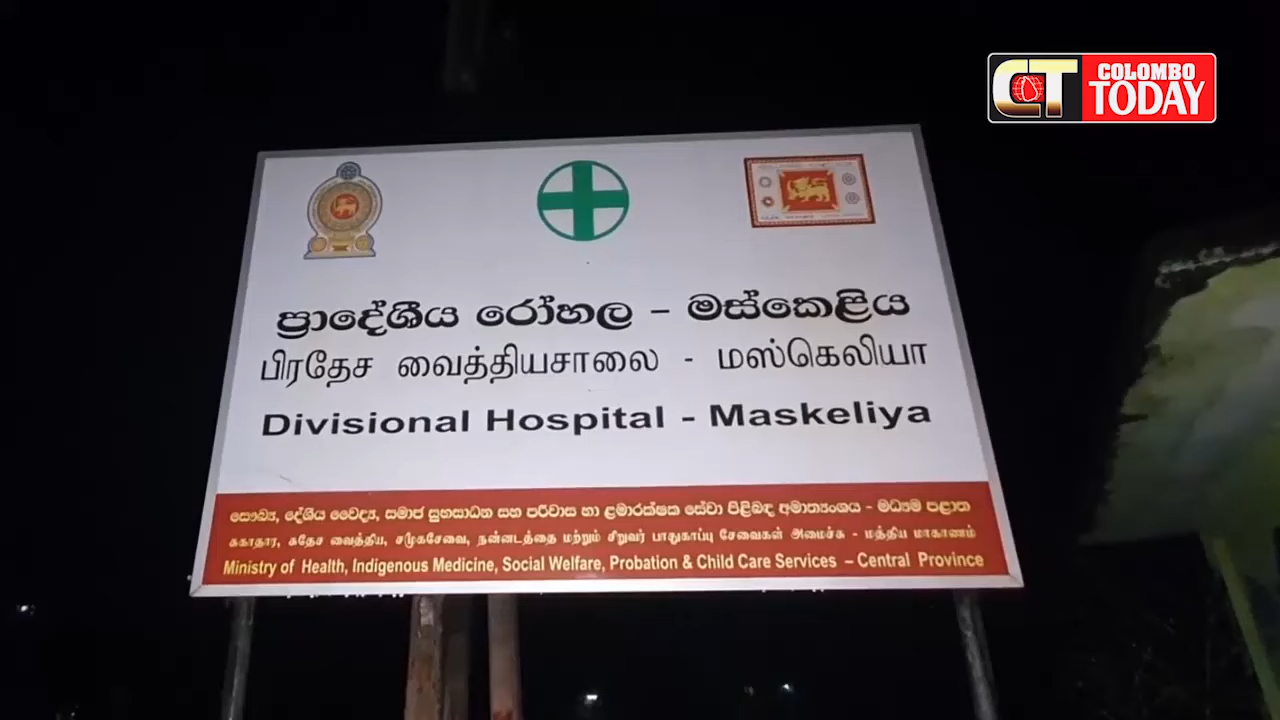 CT COLOMBO
TODAY
ප්‍රාදේශීය රෝහල – මස්කෙළිය
பிரதேச வைத்தியசாலை - மஸ்கெலியா
Divisional Hospital - Maskeliya
සෞඛ්‍ය, දේශීය වෛද්‍ය, සමාජ සුභසාධන සහ පරිවාස හා ළමාරක්ෂක සේවා පිළිබඳ අමාත්‍යංශය – මධ්‍යම පළාත
சுகாதார, சுதேச வைத்திய, சமூகசேவை, நன்னடத்தை மற்றும் சிறுவர் பாதுகாப்பு சேவைகள் அமைச்சு – மத்திய மாகாணம்
Ministry of Health, Indigenous Medicine, Social Welfare, Probation & Child Care Services – Central Province